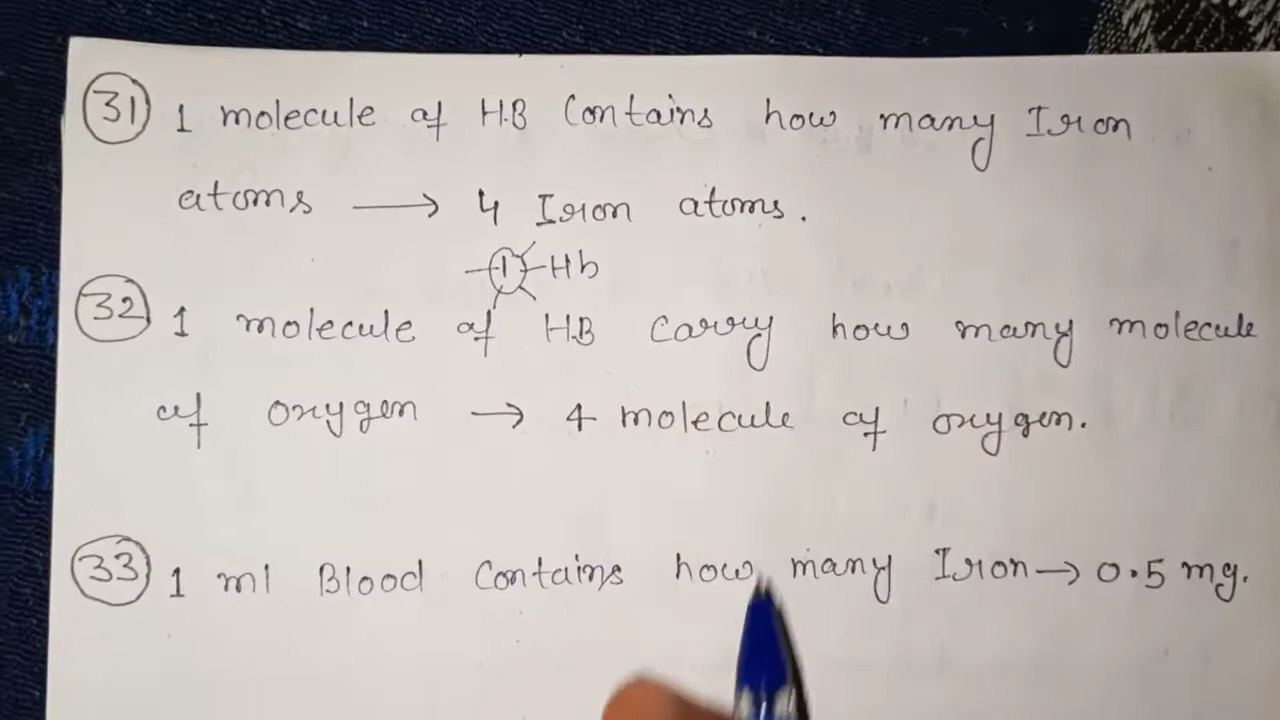 31 1 molecule of H.B Contains how many Iron
atoms → 4 Iron atoms.
1 Hb
32 1 molecule of H.B Carry how many molecule
of oxygen → 4 molecule of oxygen.
33 1 ml Blood Contains how many Iron → 0.5 mg.